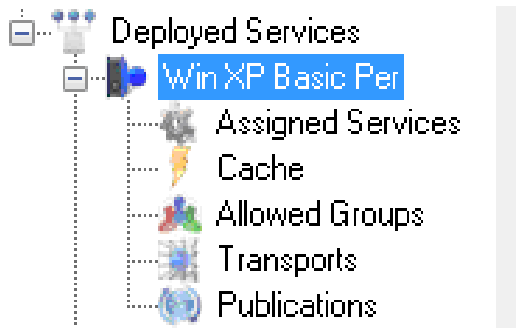 Deployed Services
Win XP Basic Per
Assigned Services
Cache
Allowed Groups
Transports
Publications